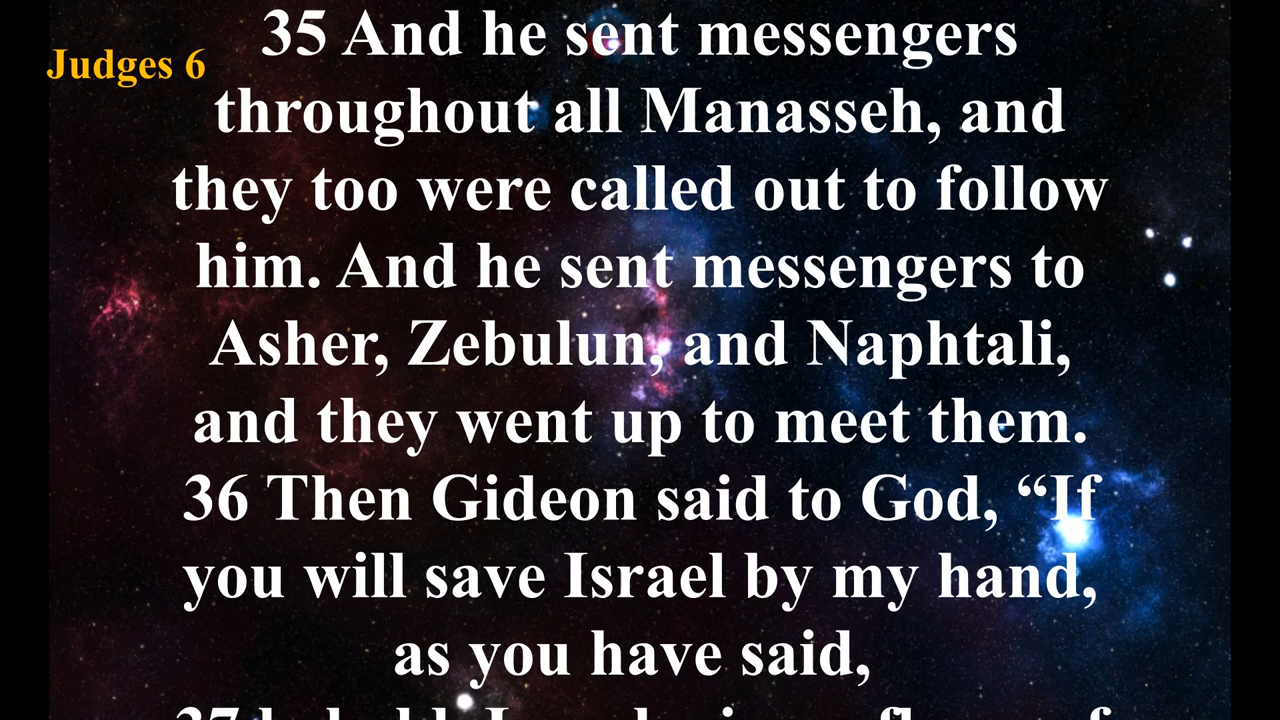 Judges 6
35 And he sent messengers
throughout all Manasseh, and
they too were called out to follow
him. And he sent messengers to
Asher, Zebulun, and Naphtali,
and they went up to meet them.
36 Then Gideon said to God, “If
you will save Israel by my hand,
as you have said,